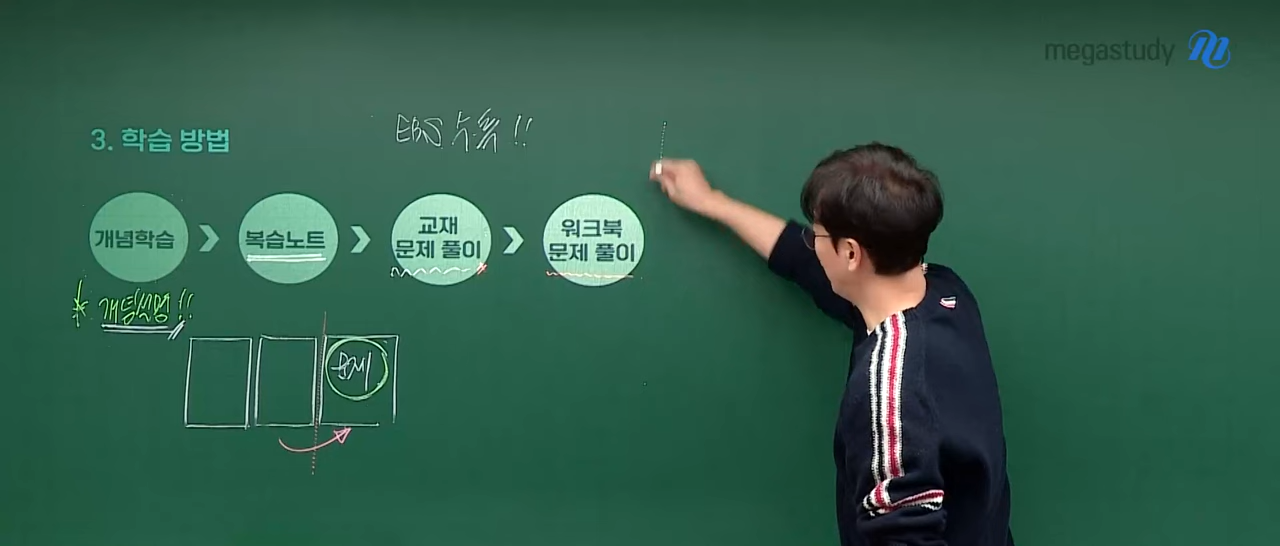 megastudy
3. 학습 방법
EBS 수특!!
개념학습
복습노트
교재
문제 풀이
워크북
문제 풀이
* 개념설명!!
문제